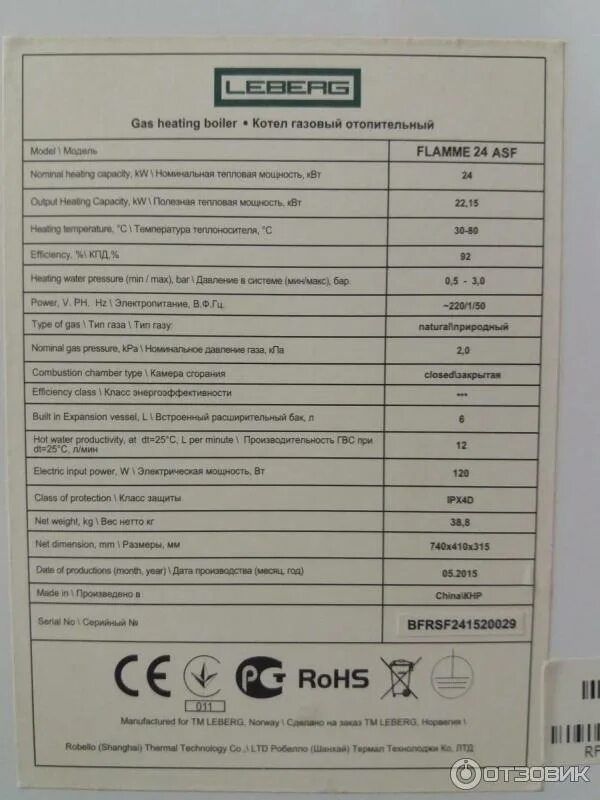 LEBERG
Gas heating boiler • Котел газовый отопительный
Model \ Модель FLAMME 24 ASF
Nominal heating capacity, kW \ Номинальная тепловая мощность, кВт 24
Output Heating Capacity, kW \ Полезная тепловая мощность, кВт 22,15
Heating temperature, °C \ Температура теплоносителя, °C 30-80
Efficiency, %\ КПД,% 92
Heating water pressure (min / max), bar \ Давление в системе (мин/макс), бар 0,5 - 3,0
Power, V. PH. Hz \ Электропитание, В.Ф.Гц ~220/1/50
Type of gas \ Тип газа \ Тип газу natural\природный
Nominal gas pressure, kPa \ Номинальное давление газа, кПа 2,0
Combustion chamber type \ Камера сгорания closed\закрытая
Efficiency class \ Класс энергоэффективности ---
Built in Expansion vessel, L \ Встроенный расширительный бак, л 6
Hot water productivity, at dt=25°C, L per minute \ Производительность ГВС при
dt=25°C, л/мин 12
Electric input power, W \ Электрическая мощность, Вт 120
Class of protection \ Класс защиты IPX4D
Net weight, kg \ Вес нетто кг 38,8
Net dimension, mm \ Размеры, мм 740x410x315
Date of productions (month, year) \ Дата производства (месяц, год) 05.2015
Made in \ Произведено в China\КНР
Serial No \ Серийный № BFRSF241520029
CE РСТ RoHS
011
Manufactured for TM LEBERG, Norway \ Сделано на заказ TM LEBERG, Норвегия \
Robello (Shanghai) Thermal Technology Co.,\ LTD Робелло (Шанхай) Термал Технолоджи Ко, ЛТД
RF
ОТЗОВИК